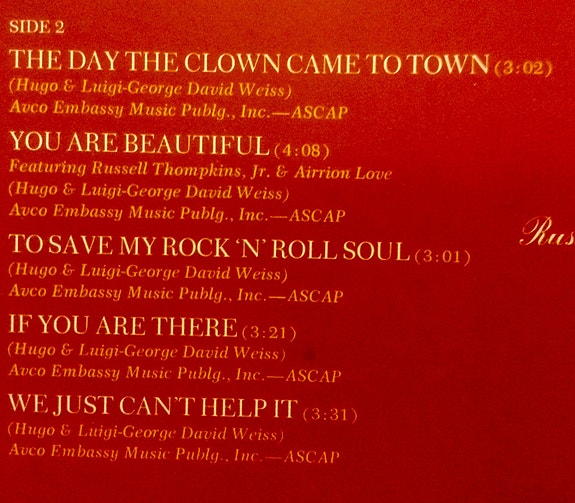 SIDE 2
THE DAY THE CLOWN CAME TO TOWN (3:02)
(Hugo & Luigi-George David Weiss)
Avco Embassy Music Publg., Inc.—ASCAP
YOU ARE BEAUTIFUL (4:08)
Featuring Russell Thompkins, Jr. & Airrion Love
(Hugo & Luigi-George David Weiss)
Avco Embassy Music Publg., Inc.—ASCAP
TO SAVE MY ROCK ‘N’ ROLL SOUL (3:01)
(Hugo & Luigi-George David Weiss)
Avco Embassy Music Publg., Inc.—ASCAP
IF YOU ARE THERE (3:21)
(Hugo & Luigi-George David Weiss)
Avco Embassy Music Publg., Inc.—ASCAP
WE JUST CAN’T HELP IT (3:31)
(Hugo & Luigi-George David Weiss)
Avco Embassy Music Publg., Inc.—ASCAP